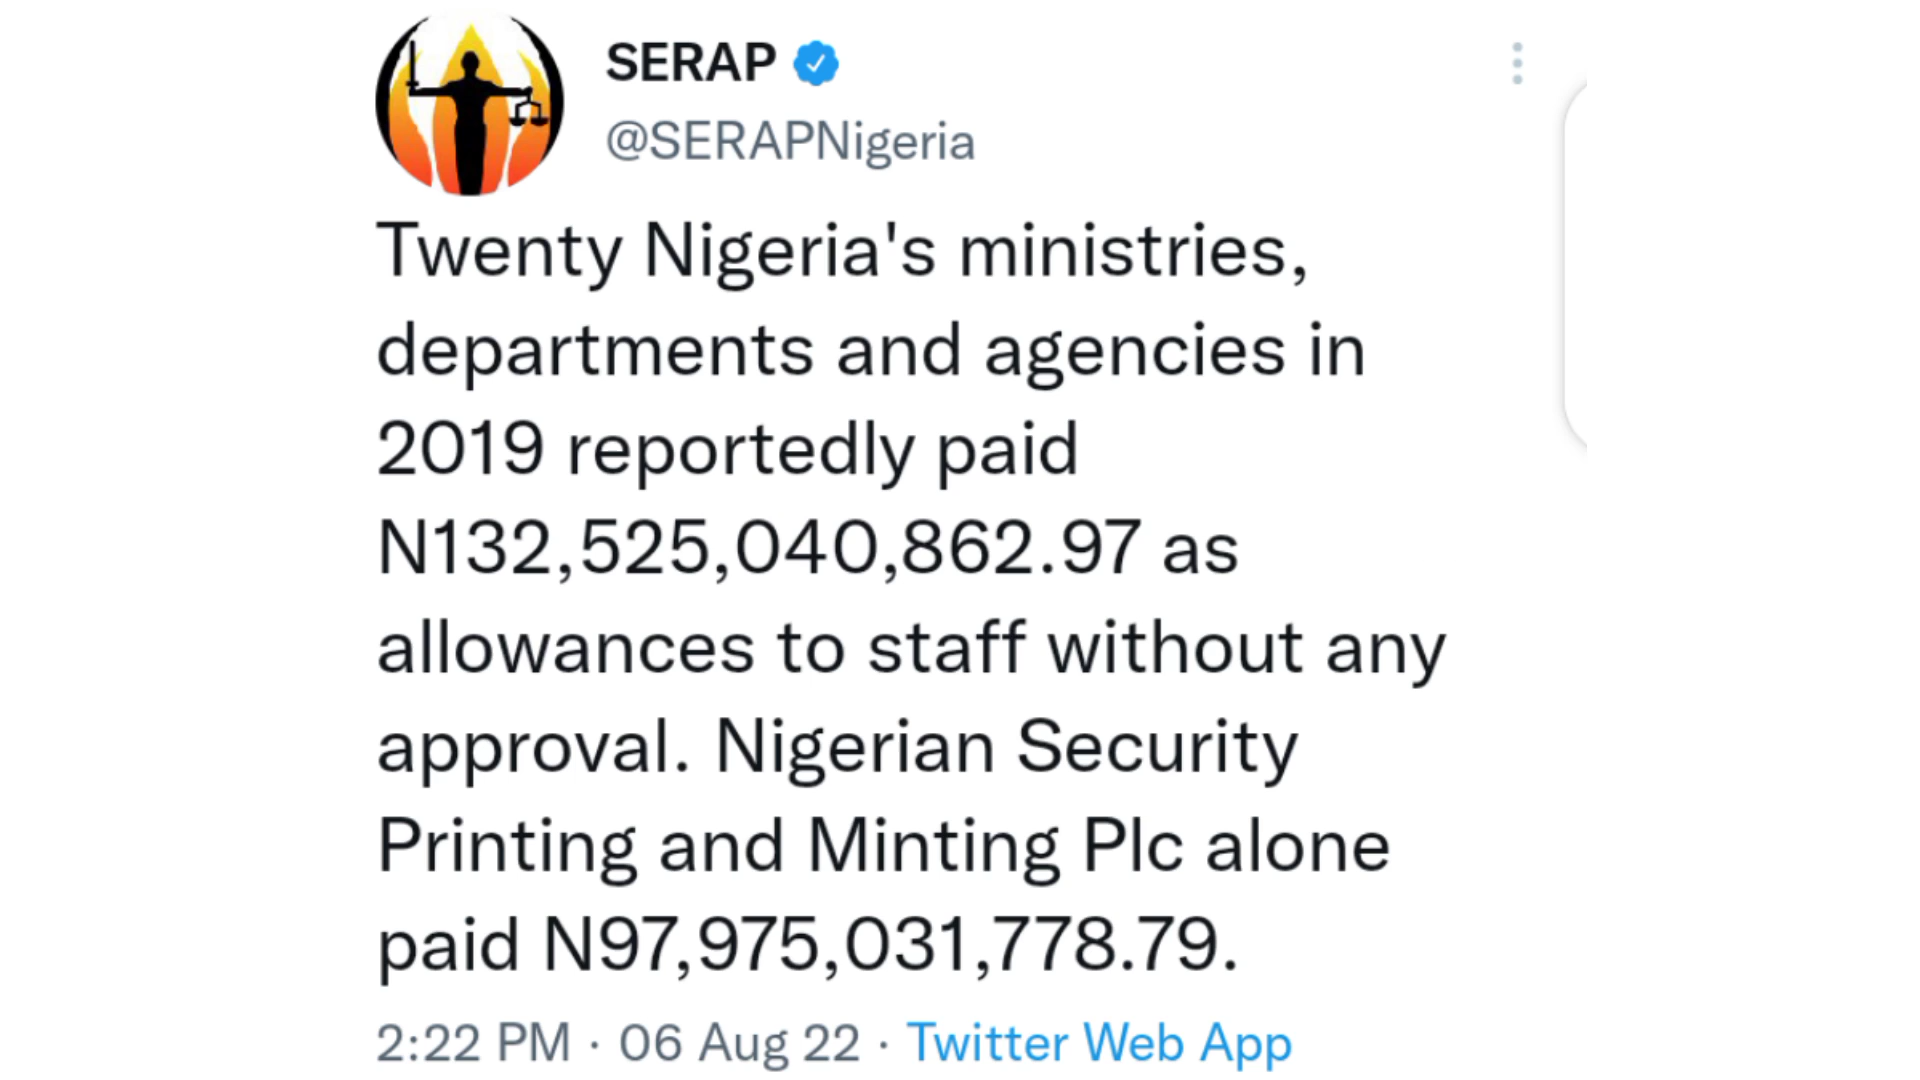 SERAP
@SERAPNigeria
Twenty Nigeria's ministries,
departments and agencies in
2019 reportedly paid
N132,525,040,862.97 as
allowances to staff without any
approval. Nigerian Security
Printing and Minting Plc alone
paid N97,975,031,778.79.
2:22 PM · 06 Aug 22 · Twitter Web App